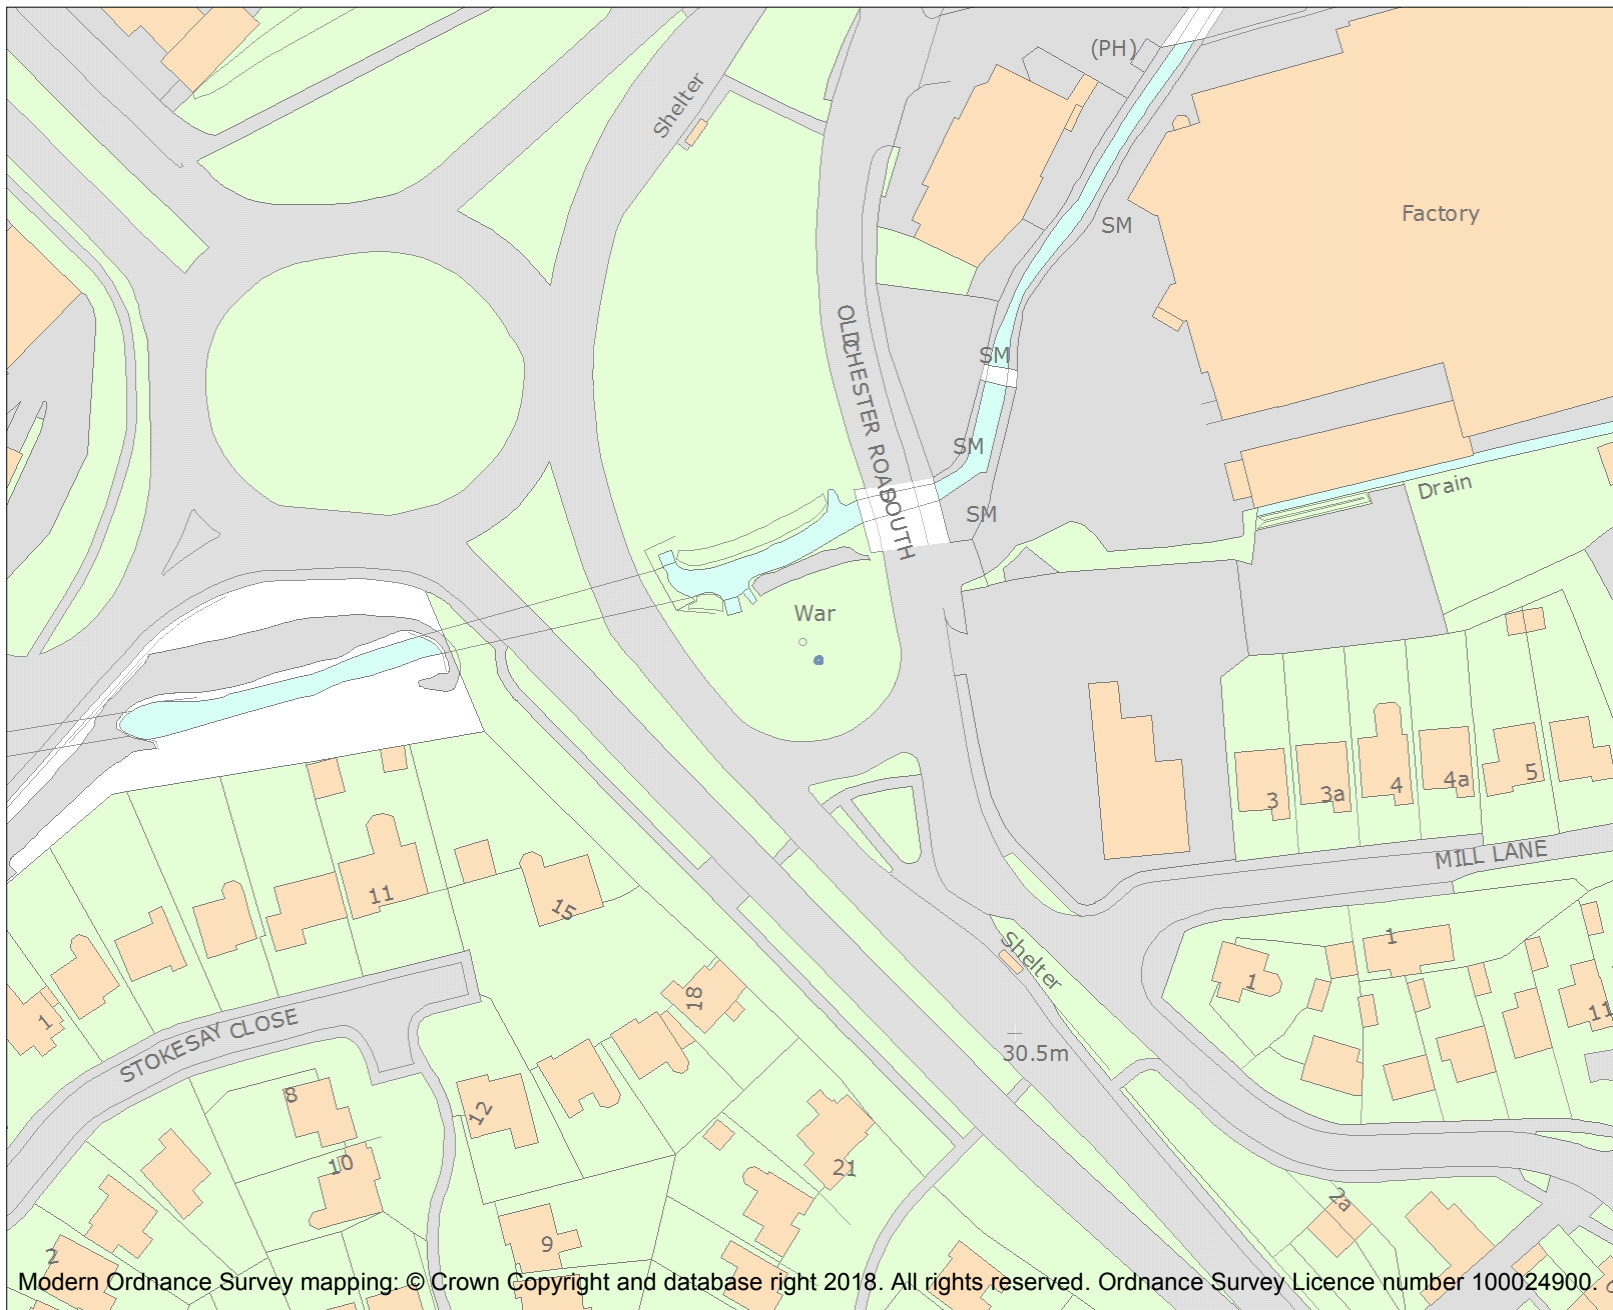 (PH)
Shelter
Factory
SM
SM
SM
SM
OLDCHESTER ROAD
SOUTH
Drain
War
3
3a
4
4a
5
MILL LANE
11
15
1
1
11
Shelter
18
1
STOKESAY CLOSE
30.5m
8
12
10
21
2a
2
9
Modern Ordnance Survey mapping: © Crown Copyright and database right 2018. All rights reserved. Ordnance Survey Licence number 100024900.